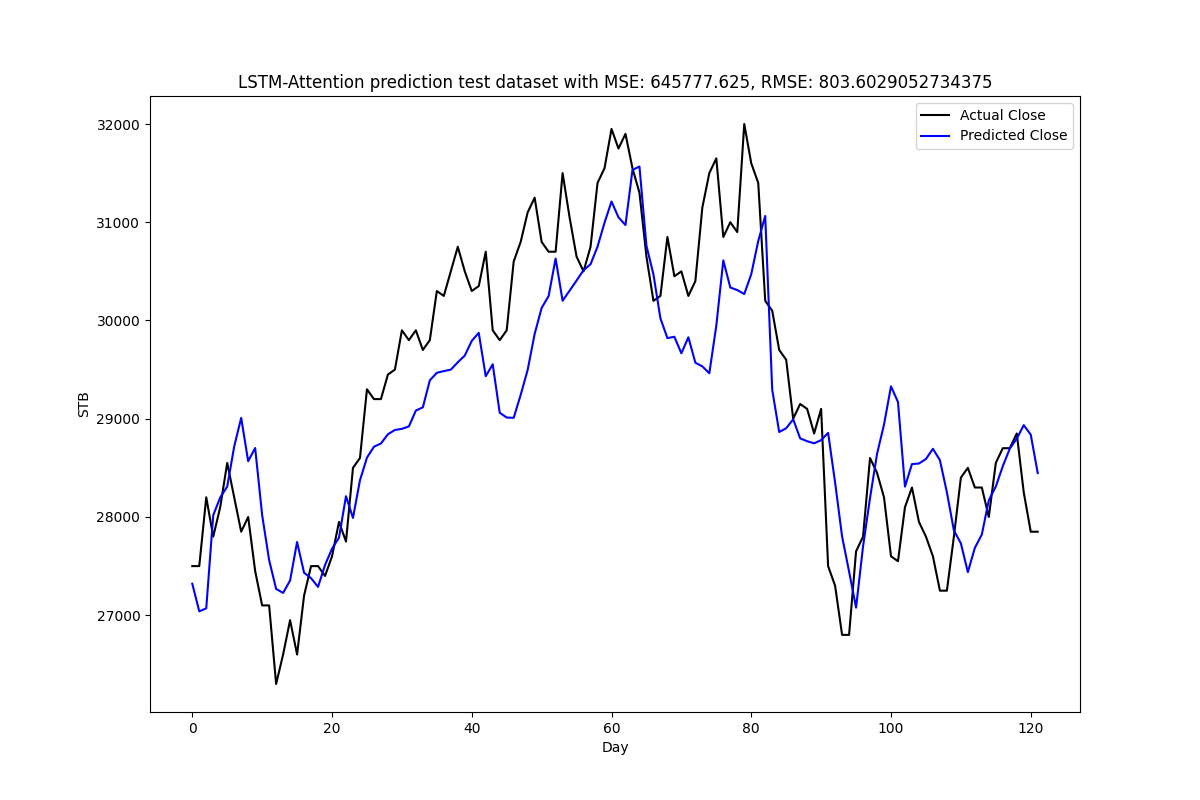 LSTM-Attention prediction test dataset with MSE: 645777.625, RMSE: 803.6029052734375
Actual Close
Predicted Close
32000
31000
30000
29000
28000
27000
STB
0 20 40 60 80 100 120
Day